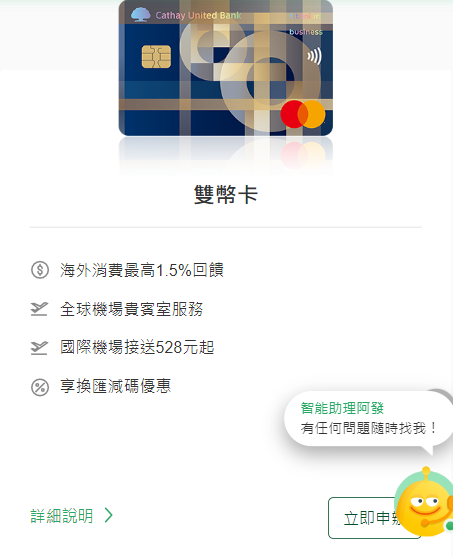 Cathay United Bank
business
雙幣卡
海外消費最高1.5%回饋
全球機場貴賓室服務
國際機場接送528元起
享換匯減碼優惠
智能助理阿發
有任何問題隨時找我！
詳細說明
立即申